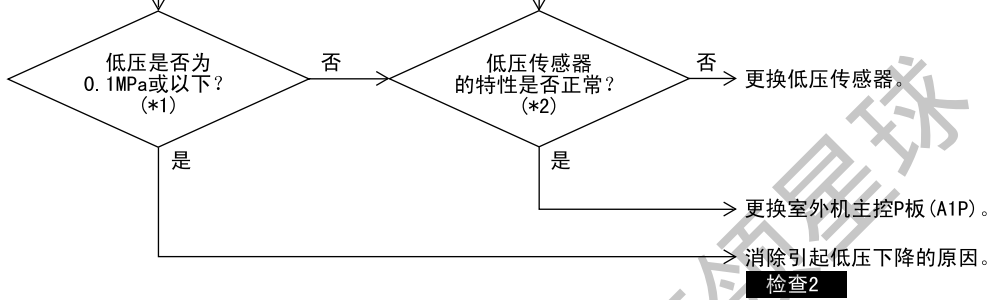 低压是否为
0.1MPa或以下?
(*1)
否
低压传感器
的特性是否正常?
(*2)
否
更换低压传感器。
是
是
更换室外机主控P板(A1P)。
消除引起低压下降的原因。
检查2
领星球